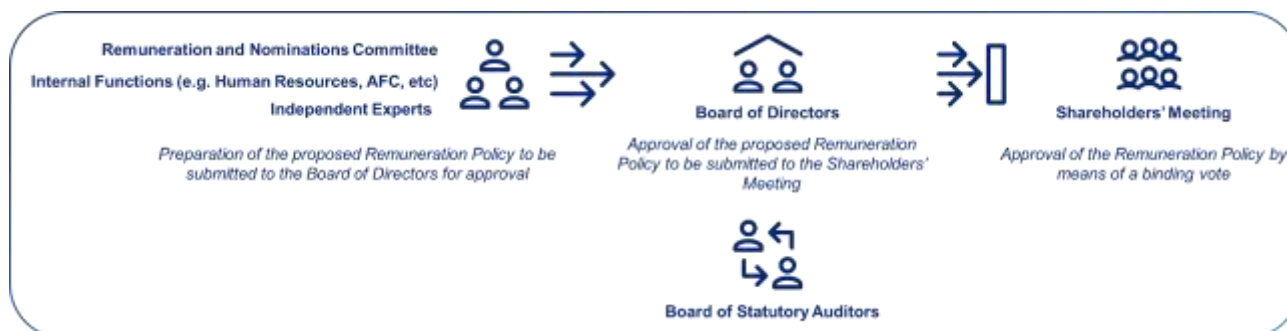 Remuneration and Nominations Committee
Internal Functions (e.g. Human Resources, AFC, etc)
Independent Experts
Preparation of the proposed Remuneration Policy to be
submitted to the Board of Directors for approval
Board of Directors
Approval of the proposed Remuneration
Policy to be submitted to the Shareholders'
Meeting
Shareholders' Meeting
Approval of the Remuneration Policy by
means of a binding vote
Board of Statutory Auditors